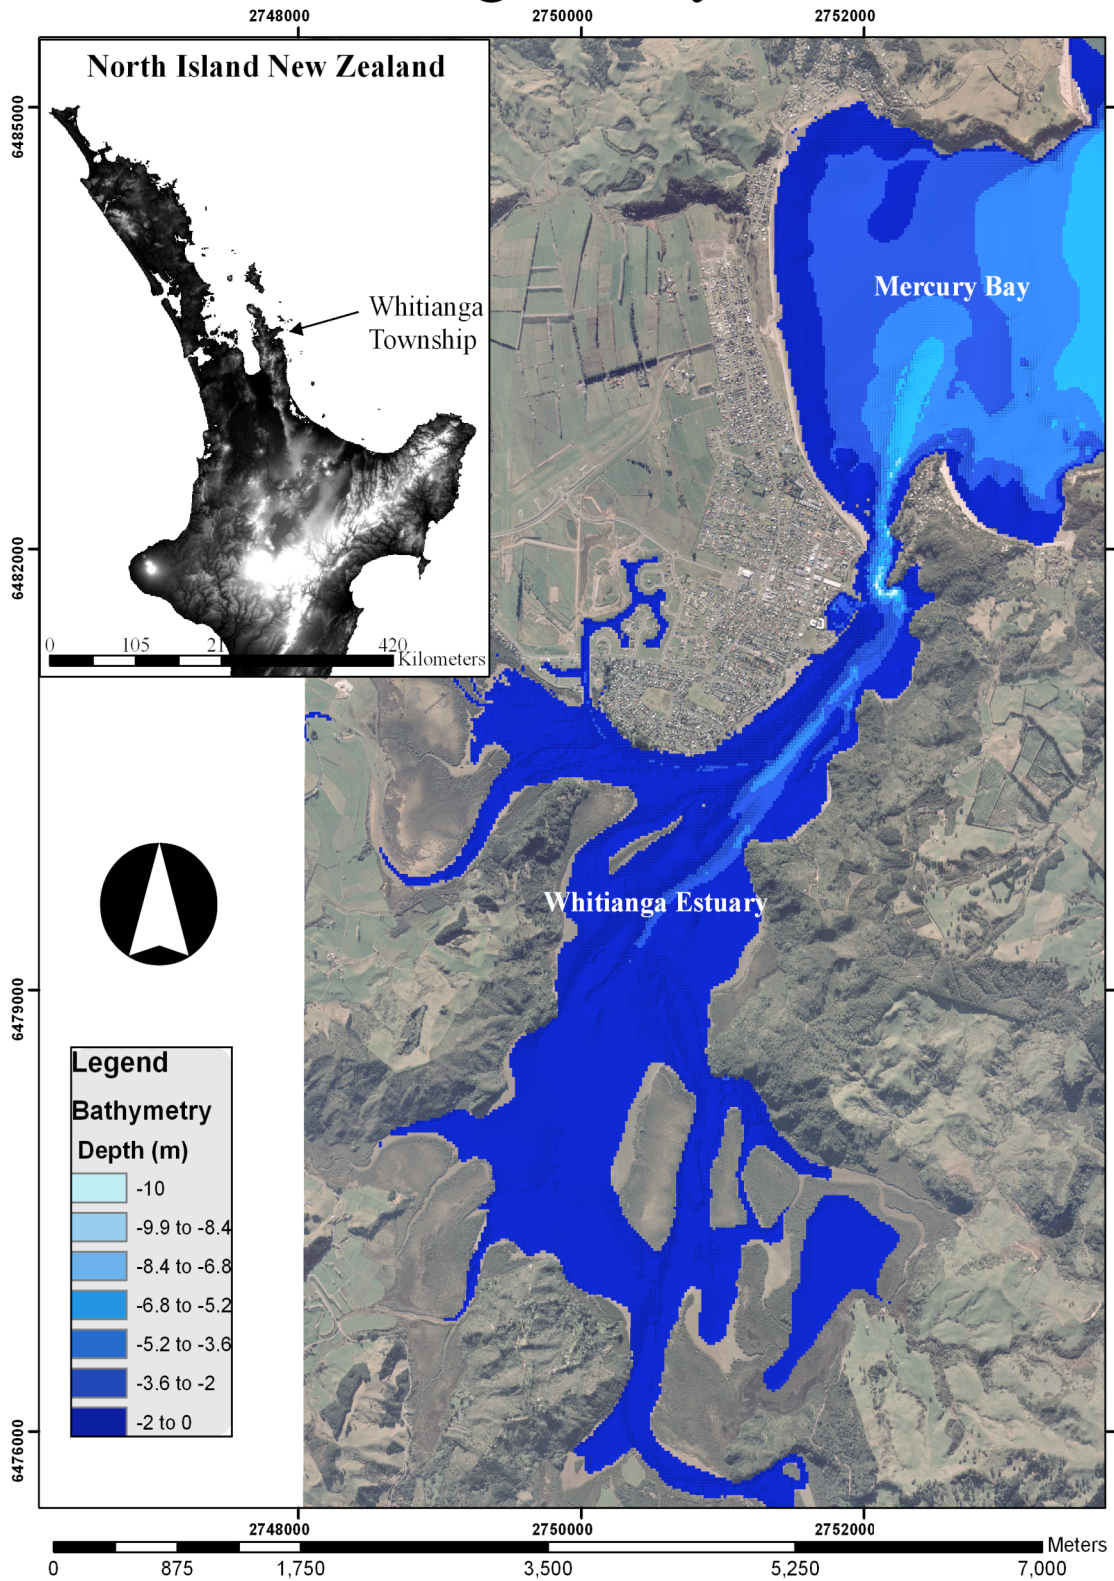 2748000
2750000
2752000
North Island New Zealand
6485000
Mercury Bay
Whitianga
Township
6482000
0
105
21
420
Kilometers
Whitianga Estuary
6479000
Legend
Bathymetry
Depth (m)
-10
-9.9 to -8.4
-8.4 to -6.8
-6.8 to -5.2
-5.2 to -3.6
-3.6 to -2
-2 to 0
6476000
2748000
2750000
2752000
Meters
0
875
1,750
3,500
5,250
7,000